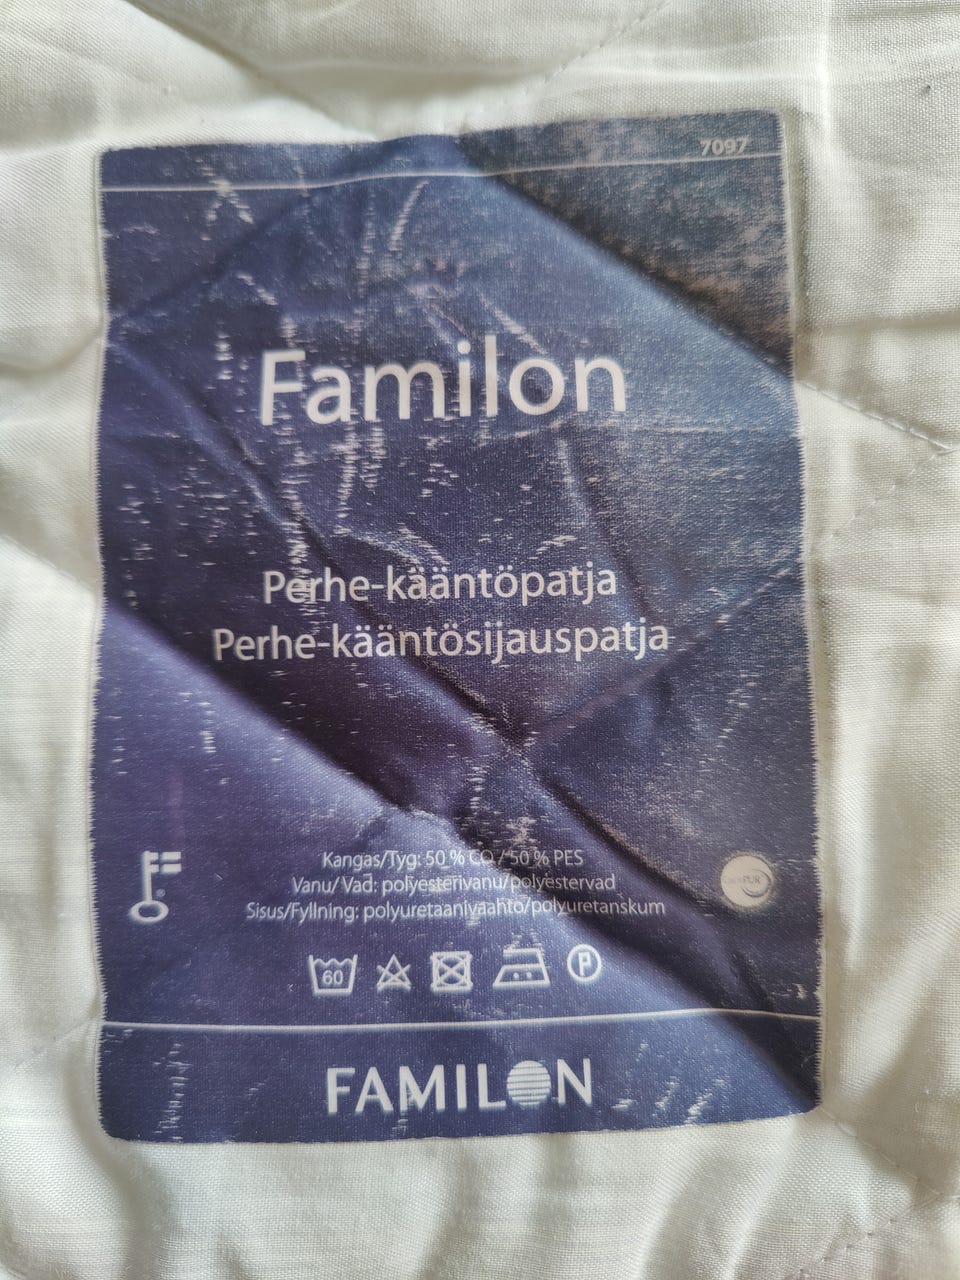 7097
Familon
Perhe-kääntöpatja
Perhe-kääntösijauspatja
Kangas/Tyg: 50 % CO / 50 % PES
Vanu/ Vad: polyesterivanu/polyestervad
Sisus/Fyllning: polyuretaanivaahto/polyuretanskum
60
P
FAMILON